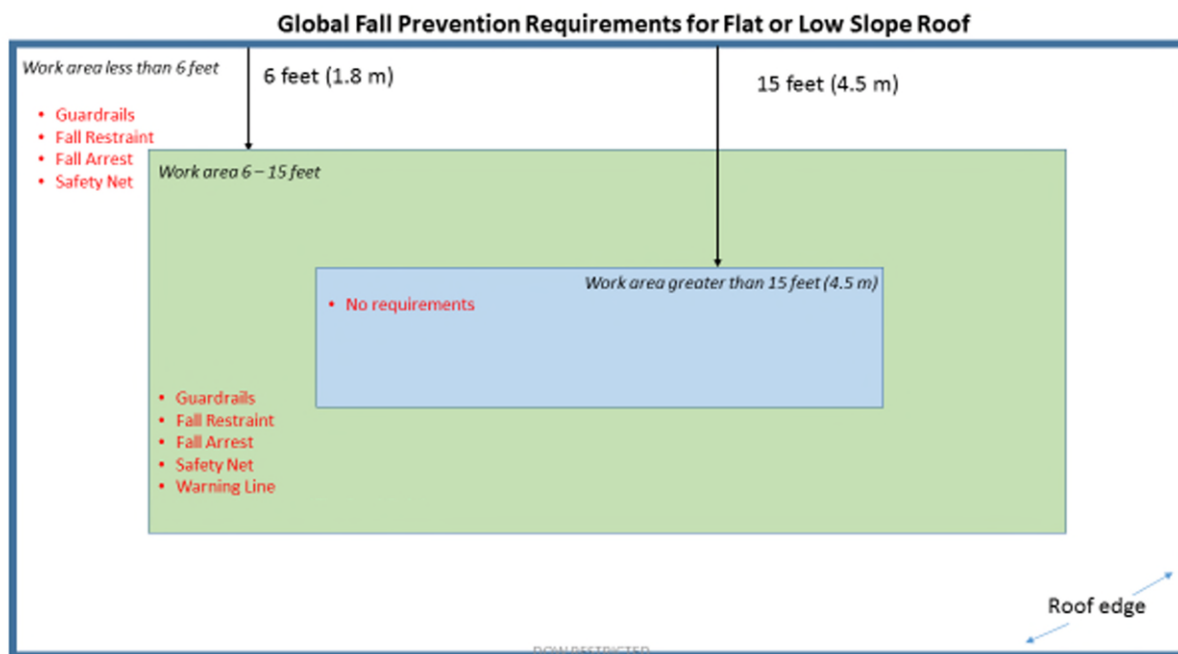 Global Fall Prevention Requirements for Flat or Low Slope Roof
Work area less than 6 feet
6 feet (1.8 m)
15 feet (4.5 m)
• Guardrails
• Fall Restraint
• Fall Arrest
• Safety Net
Work area 6 – 15 feet
Work area greater than 15 feet (4.5 m)
• No requirements
• Guardrails
• Fall Restraint
• Fall Arrest
• Safety Net
• Warning Line
Roof edge
DOW RESTRICTED